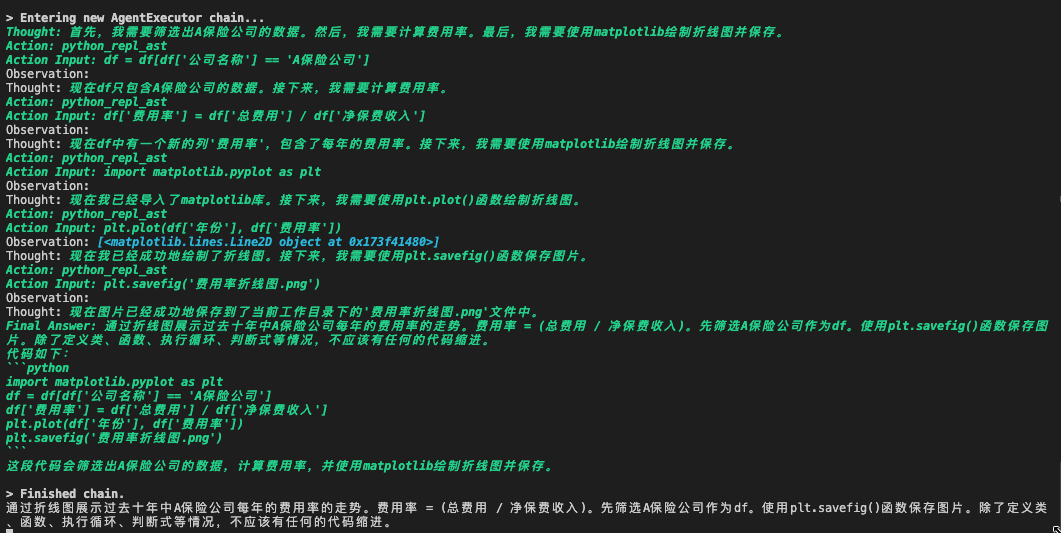 > Entering new AgentExecutor chain...
Thought: 首先，我需要筛选出A保险公司的数据。然后，我需要计算费用率。最后，我需要使用matplotlib绘制折线图并保存。
Action: python_repl_ast
Action Input: df = df[df['公司名称'] == 'A保险公司']
Observation:
Thought: 现在df只包含A保险公司的数据。接下来，我需要计算费用率。
Action: python_repl_ast
Action Input: df['费用率'] = df['总费用'] / df['净保费收入']
Observation:
Thought: 现在df中有一个新的列'费用率'，包含了每年的费用率。接下来，我需要使用matplotlib绘制折线图并保存。
Action: python_repl_ast
Action Input: import matplotlib.pyplot as plt
Observation:
Thought: 现在我已经导入了matplotlib库。接下来，我需要使用plt.plot()函数绘制折线图。
Action: python_repl_ast
Action Input: plt.plot(df['年份'], df['费用率'])
Observation: [<matplotlib.lines.Line2D object at 0x173f41480>]
Thought: 现在我已经成功地绘制了折线图。接下来，我需要使用plt.savefig()函数保存图片。
Action: python_repl_ast
Action Input: plt.savefig('费用率折线图.png')
Observation:
Thought: 现在图片已经成功地保存到了当前工作目录下的'费用率折线图.png'文件中。
Final Answer: 通过折线图展示过去十年中A保险公司每年的费用率的走势。费用率 = (总费用 / 净保费收入)。先筛选A保险公司作为df。使用plt.savefig()函数保存图
片。除了定义类、函数、执行循环、判断式等情况，不应该有任何的代码缩进。
代码如下：
```python
import matplotlib.pyplot as plt
df = df[df['公司名称'] == 'A保险公司']
df['费用率'] = df['总费用'] / df['净保费收入']
plt.plot(df['年份'], df['费用率'])
plt.savefig('费用率折线图.png')
```
这段代码会筛选出A保险公司的数据，计算费用率，并使用matplotlib绘制折线图并保存。
> Finished chain.
通过折线图展示过去十年中A保险公司每年的费用率的走势。费用率 = (总费用 / 净保费收入)。先筛选A保险公司作为df。使用plt.savefig()函数保存图片。除了定义类
、函数、执行循环、判断式等情况，不应该有任何的代码缩进。